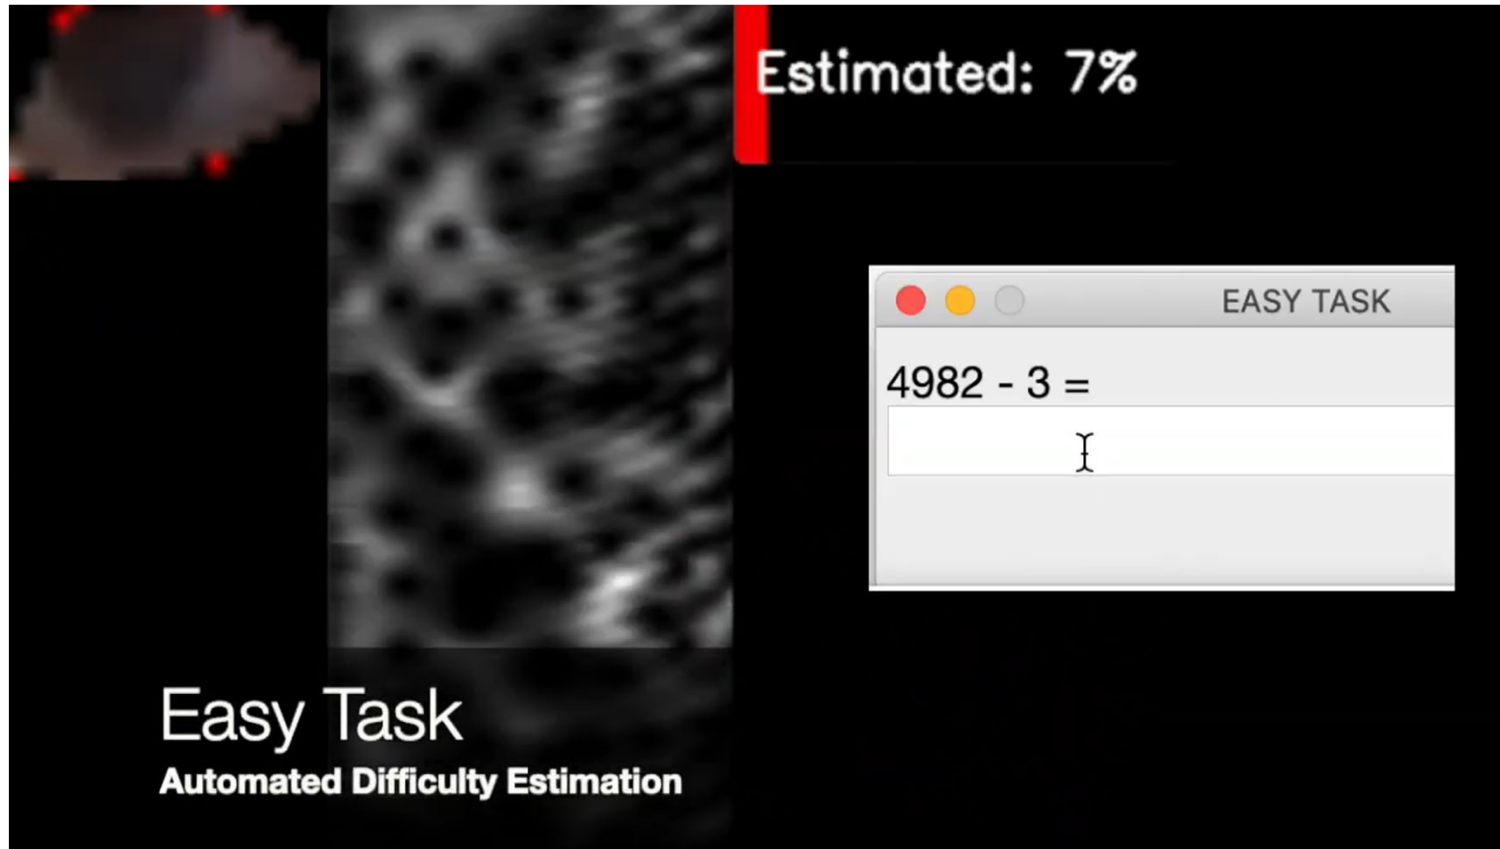 Estimated: 7%
EASY TASK
4982 - 3 =
Easy Task
Automated Difficulty Estimation